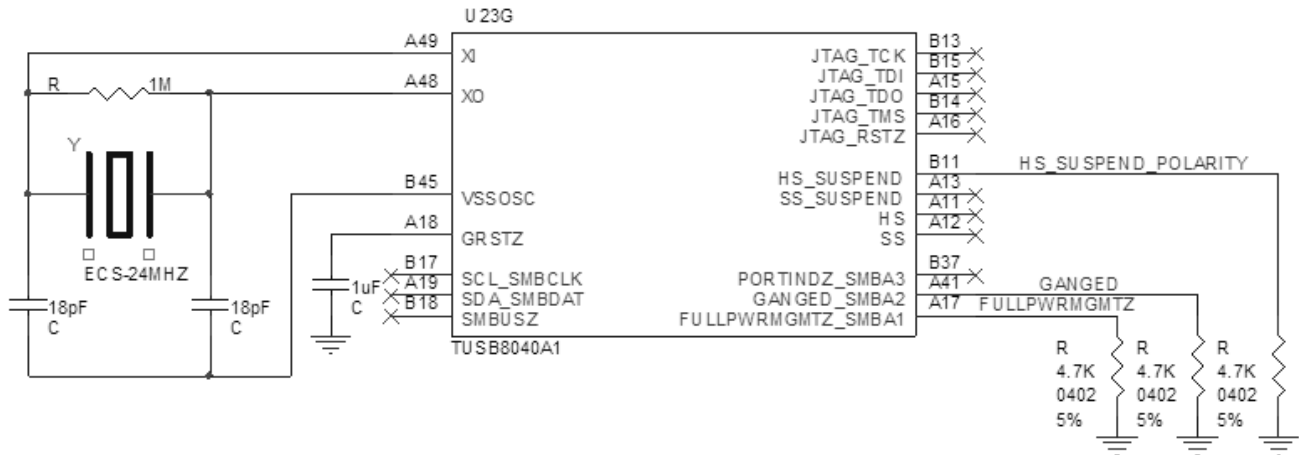 U23G
A49
XI
R 1M
A48
XO
Y
ECS-24MHZ
18pF
C
18pF
C
B45
VSSOSC
A18
GRSTZ
1uF
C
B17
SCL_SMBCLK
A19
SDA_SMBDAT
B18
SMBUSZ
TUSB8040A1
JTAG_TCK
B13
JTAG_TDI
B15
JTAG_TDO
A15
JTAG_TMS
B14
JTAG_RSTZ
A16
HS_SUSPEND
B11
HS_SUSPEND_POLARITY
SS_SUSPEND
A13
HS
A11
SS
A12
PORTINDZ_SMBA3
B37
GANGED_SMBA2
A41
GANGED
FULLPWRMGMTZ_SMBA1
A17
FULLPWRMGMTZ
R
4.7K
0402
5%
R
4.7K
0402
5%
R
4.7K
0402
5%